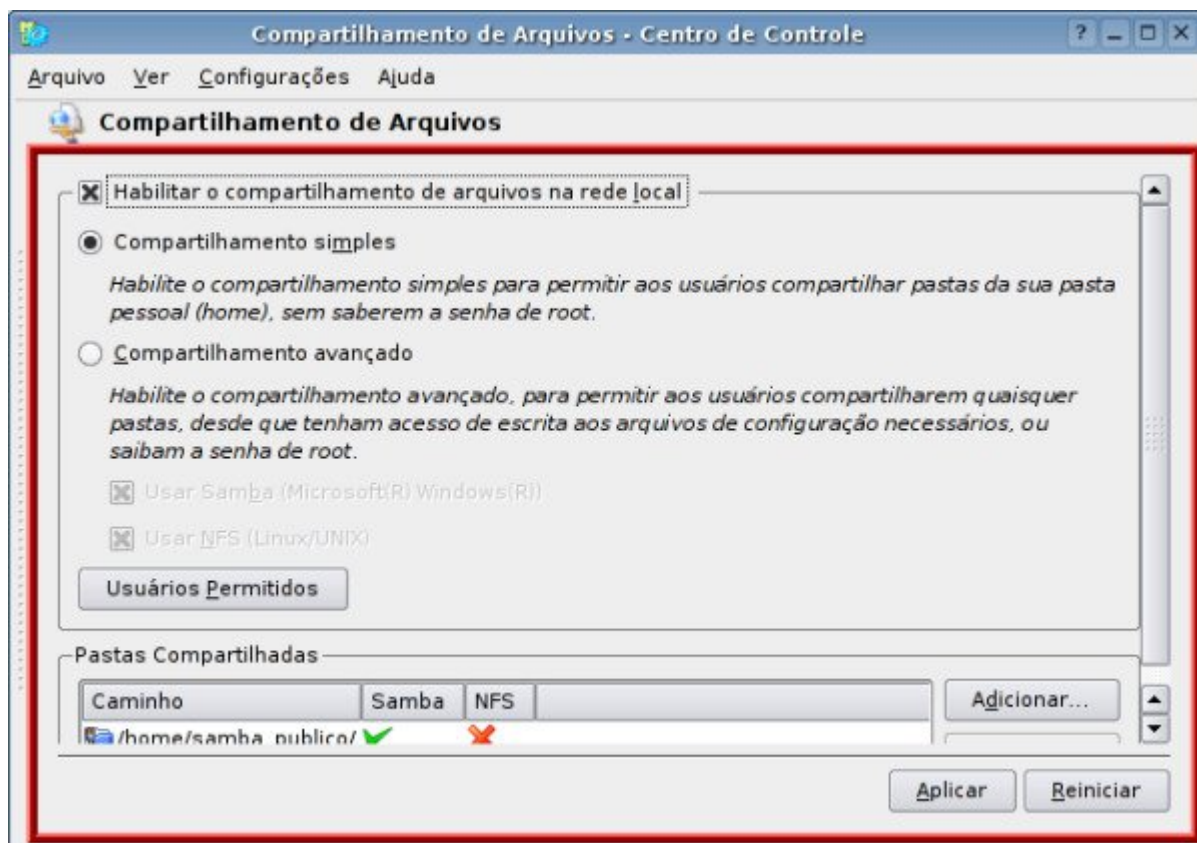 Compartilhamento de Arquivos - Centro de Controle
Arquivo Ver Configurações Ajuda
Compartilhamento de Arquivos
Habilitar o compartilhamento de arquivos na rede local
Compartilhamento simples
Habilite o compartilhamento simples para permitir aos usuários compartilhar pastas da sua pasta
pessoal (home), sem saberem a senha de root.
Compartilhamento avançado
Habilite o compartilhamento avançado, para permitir aos usuários compartilharem quaisquer
pastas, desde que tenham acesso de escrita aos arquivos de configuração necessários, ou
saibam a senha de root.
Usar Samba (Microsoft(R) Windows(R))
Usar NFS (Linux/UNIX)
Usuários Permitidos
Pastas Compartilhadas
Caminho Samba NFS
Adicionar...
/home/samba_publico/
Aplicar Reiniciar